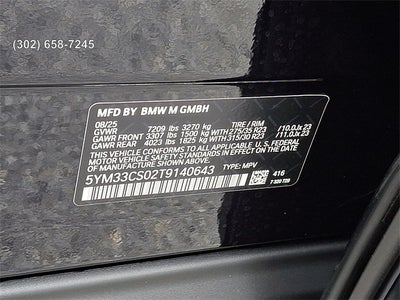 (302) 658-7245
MFD BY BMW M GMBH
08/25 TIRE / RIM
GVWR 7209 lbs 3270 kg
GAWR FRONT 3307 lbs 1500 kg WITH 275/35 R23 /10.0Jx 23
GAWR REAR 4023 lbs 1825 kg WITH 315/30 R23 /11.0Jx 23
THIS VEHICLE CONFORMS TO ALL APPLICABLE U.S. FEDERAL
MOTOR VEHICLE SAFETY STANDARDS IN EFFECT ON THE DATE
OF MANUFACTURE SHOWN ABOVE.
5YM33CS02T9140643 TYPE: MPV
416